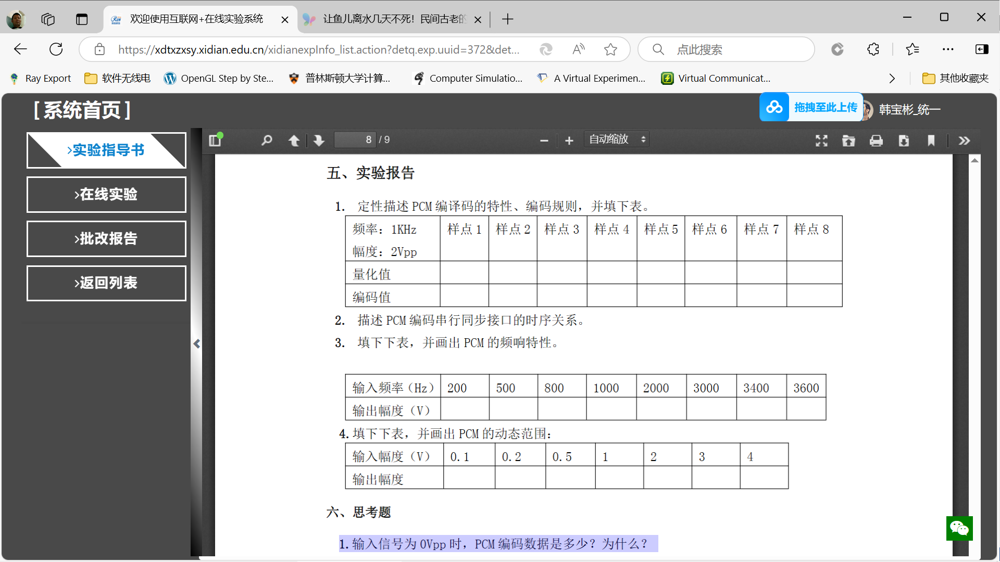 欢迎使用互联网+在线实验系统
让鱼儿离水几天不死！民间古老的
https://xdtxzxsy.xidian.edu.cn/xidianexpInfo_list.action?detq.exp.uuid=372&det...
点此搜索
Ray Export
软件无线电
OpenGL Step by Ste...
普林斯顿大学计算...
Computer Simulatio...
A Virtual Experimen...
Virtual Communicat...
其他收藏夹
[系统首页]
拖拽至此上传
韩宝彬_统一
>实验指导书
>在线实验
>批改报告
>返回列表
8 / 9
自动缩放
五、实验报告
1. 定性描述 PCM 编译码的特性、编码规则，并填下表。
频率：1KHz 样点 1 样点 2 样点 3 样点 4 样点 5 样点 6 样点 7 样点 8
幅度：2Vpp
量化值
编码值
2. 描述 PCM 编码串行同步接口的时序关系。
3. 填下下表，并画出 PCM 的频响特性。
输入频率（Hz） 200 500 800 1000 2000 3000 3400 3600
输出幅度（V）
4.填下下表，并画出 PCM 的动态范围：
输入幅度（V） 0.1 0.2 0.5 1 2 3 4
输出幅度
六、思考题
1.输入信号为 0Vpp 时，PCM 编码数据是多少？为什么？